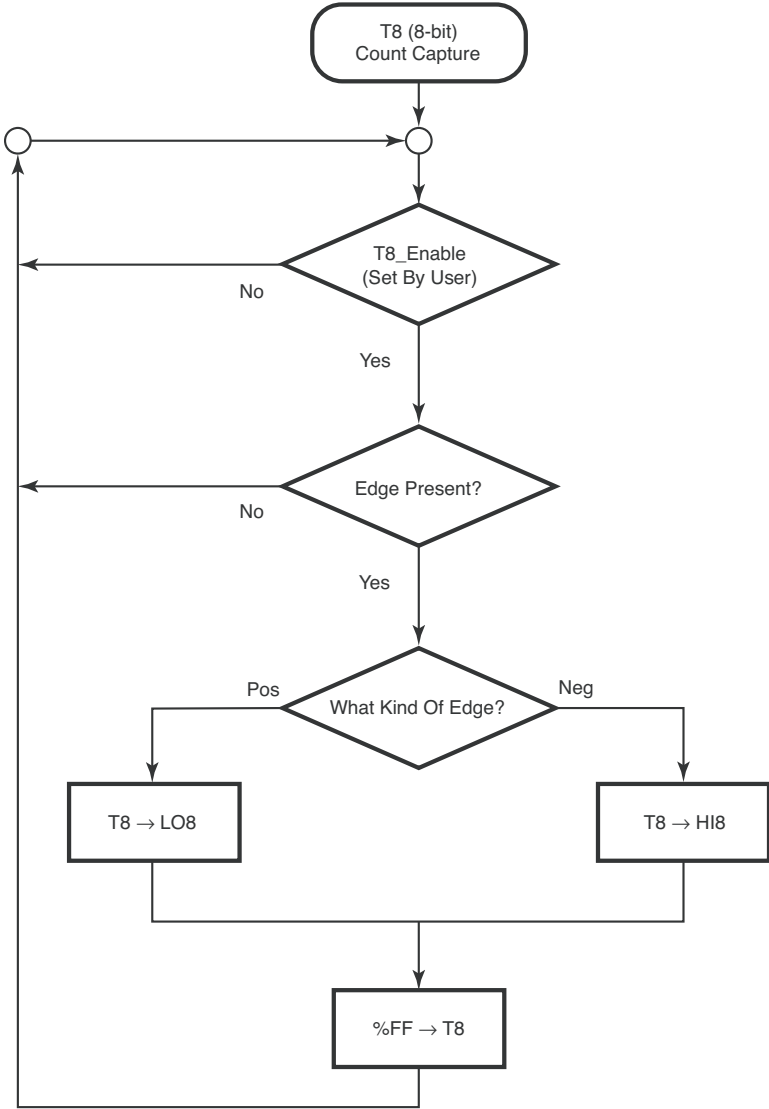 T8 (8-bit)
Count Capture
T8_Enable
(Set By User)
No
Yes
Edge Present?
No
Yes
Pos
What Kind Of Edge?
Neg
T8 → LO8
T8 → HI8
%FF → T8